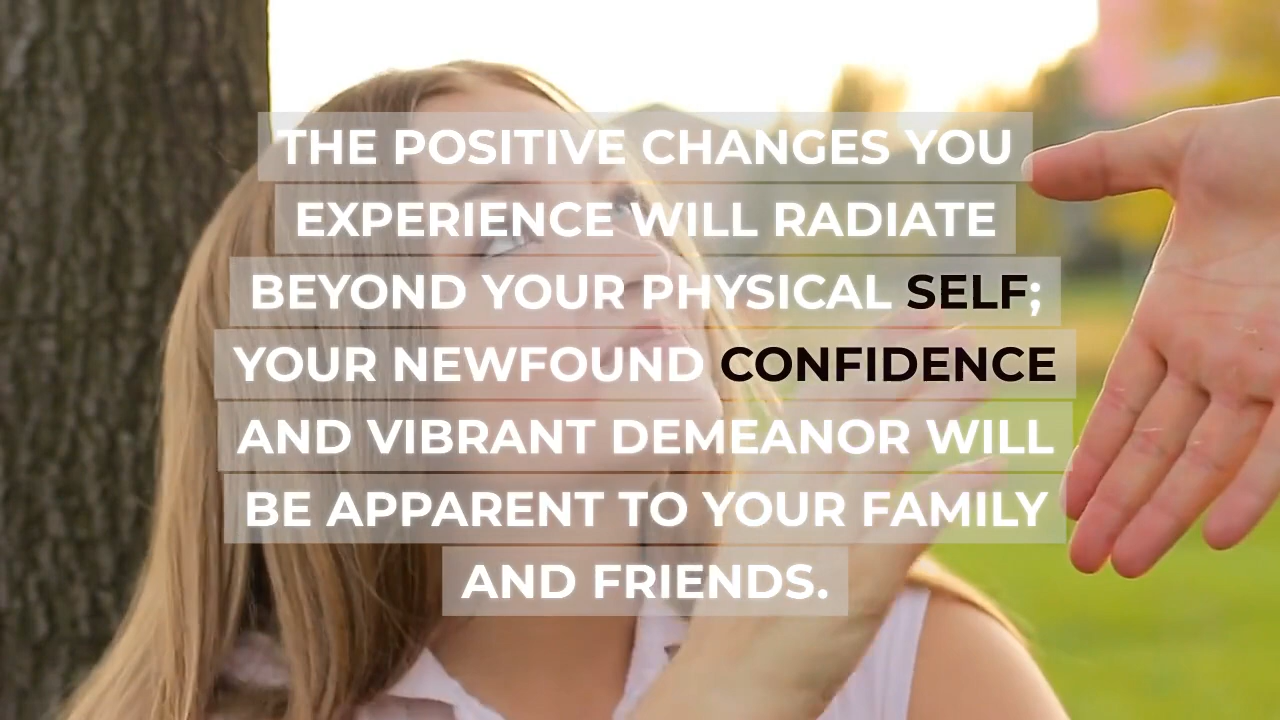 THE POSITIVE CHANGES YOU
EXPERIENCE WILL RADIATE
BEYOND YOUR PHYSICAL SELF;
YOUR NEWFOUND CONFIDENCE
AND VIBRANT DEMEANOR WILL
BE APPARENT TO YOUR FAMILY
AND FRIENDS.